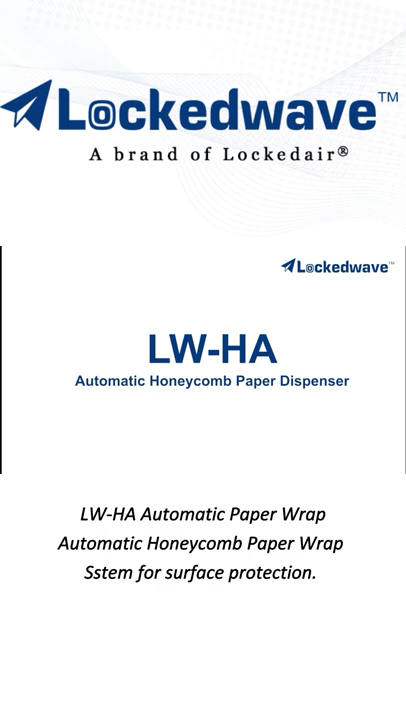 Lockedwave™
A brand of Lockedair®
Lockedwave™
LW-HA
Automatic Honeycomb Paper Dispenser
LW-HA Automatic Paper Wrap
Automatic Honeycomb Paper Wrap
Sstem for surface protection.